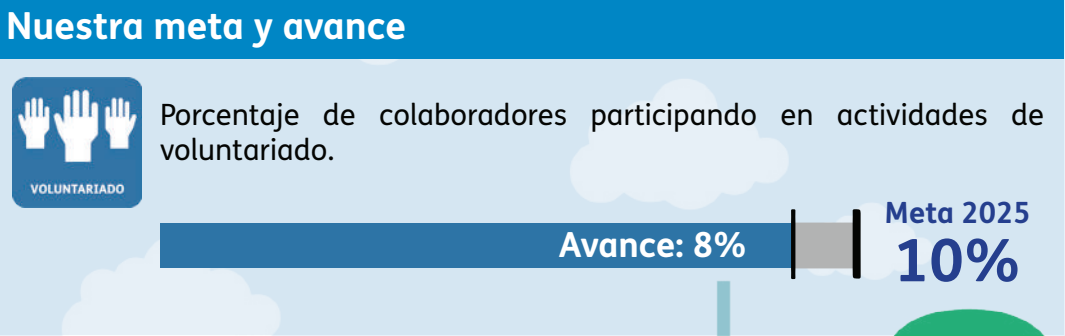 Nuestra meta y avance
Porcentaje de colaboradores participando en actividades de
voluntariado.
VOLUNTARIADO
Meta 2025
Avance: 8%
10%